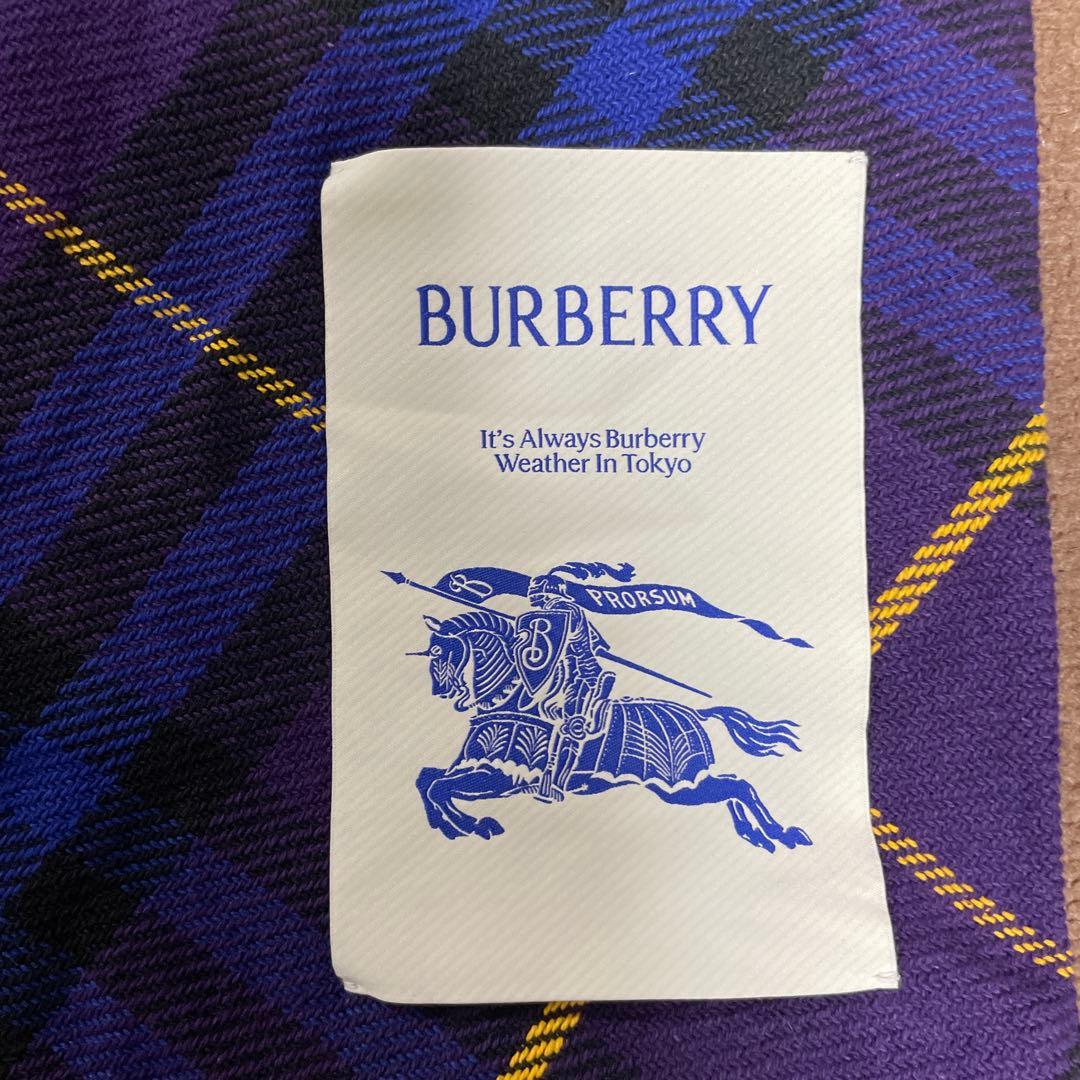 BURBERRY
It's Always Burberry
Weather In Tokyo
B PRORSUM
B